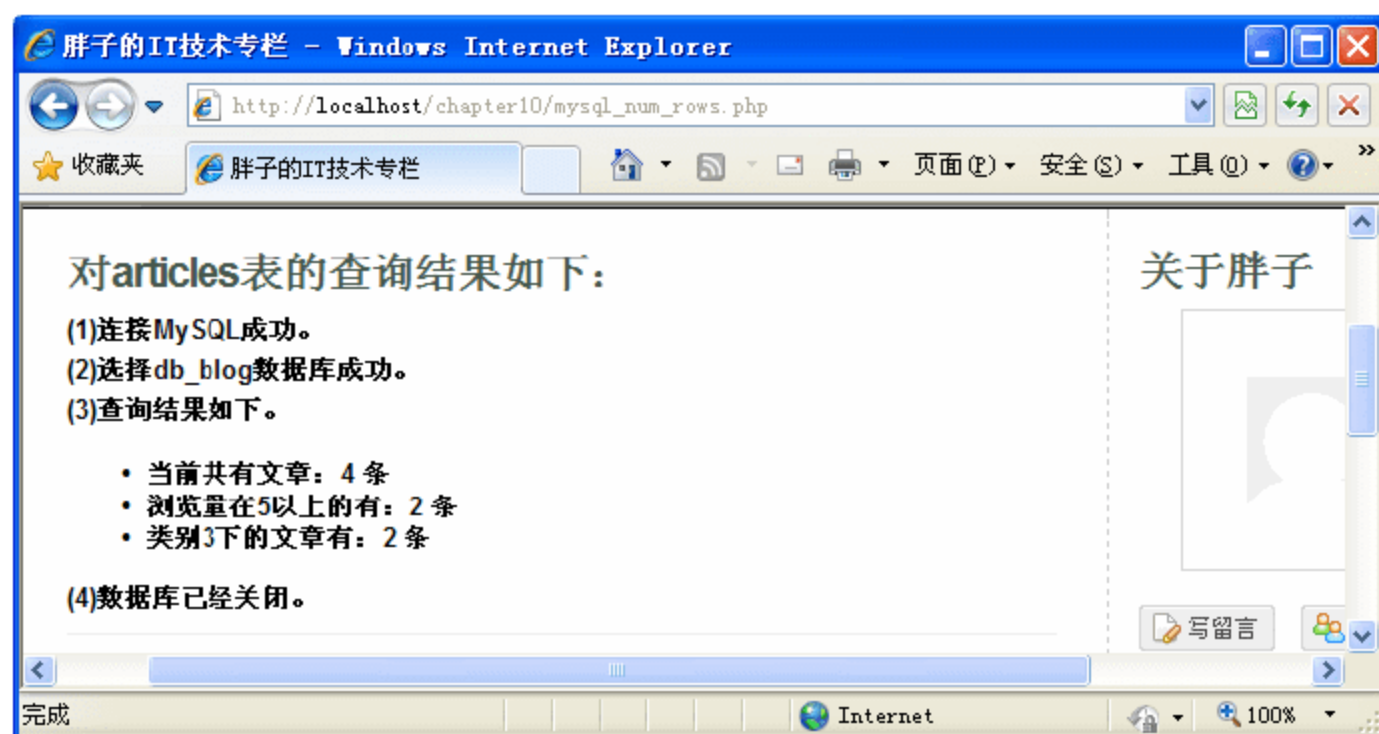 胖子的IT技术专栏 - Windows Internet Explorer
http://localhost/chapter10/mysql_num_rows.php
收藏夹 胖子的IT技术专栏 页面(P) 安全(S) 工具(O) »
对articles表的查询结果如下：
关于胖子
(1)连接MySQL成功。
(2)选择db_blog数据库成功。
(3)查询结果如下。
• 当前共有文章：4 条
• 浏览量在5以上的有：2 条
• 类别3下的文章有：2 条
(4)数据库已经关闭。
写留言
完成 Internet 100%